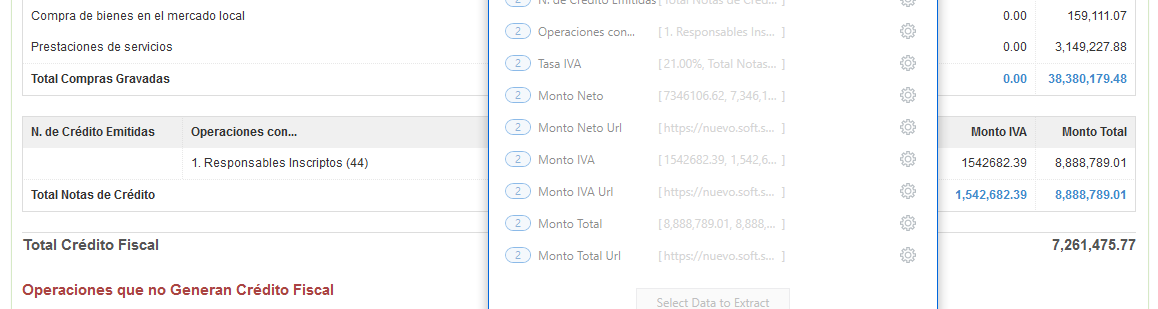 N. de Crédito Emitidas [Total Notas de Créd... ]
Compra de bienes en el mercado local 0.00 159,111.07
2 Operaciones con... [ 1. Responsables Ins... ]
Prestaciones de servicios 0.00 3,149,227.88
2 Tasa IVA [ 21.00%, Total Notas... ]
Total Compras Gravadas 0.00 38,380,179.48
2 Monto Neto [ 7346106.62, 7,346,1... ]
2 Monto Neto Url [ https://nuevo.soft.s... ]
N. de Crédito Emitidas Operaciones con... Monto IVA Monto Total
2 Monto IVA [ 1542682.39, 1,542,6... ]
1. Responsables Inscriptos (44) 1542682.39 8,888,789.01
2 Monto IVA Url [ https://nuevo.soft.s... ]
Total Notas de Crédito 1,542,682.39 8,888,789.01
2 Monto Total [ 8,888,789.01, 8,888,... ]
Total Crédito Fiscal 7,261,475.77
2 Monto Total Url [ https://nuevo.soft.s... ]
Operaciones que no Generan Crédito Fiscal
Select Data to Extract